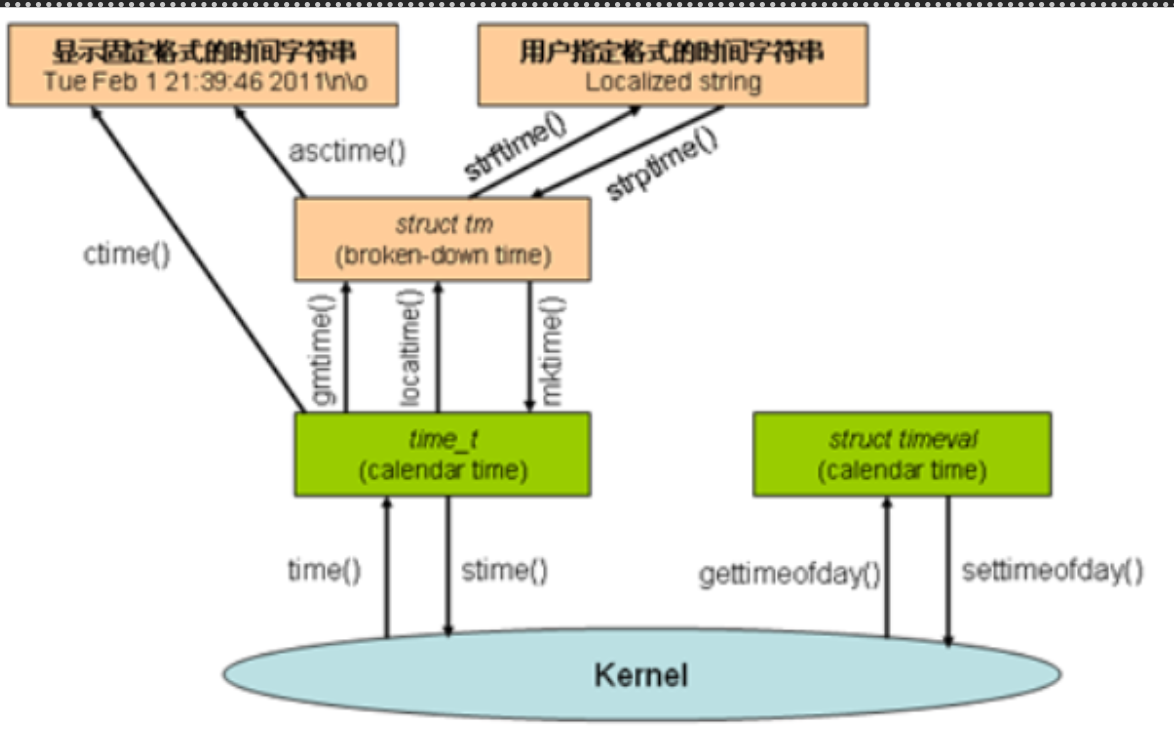 显示固定格式的时间字符串
Tue Feb 1 21:39:46 2011\n\o
用户指定格式的时间字符串
Localized string
asctime()
strftime()
strptime()
ctime()
struct tm
(broken-down time)
gmtime()
localtime()
mktime()
time_t
(calendar time)
struct timeval
(calendar time)
time()
stime()
gettimeofday()
settimeofday()
Kernel